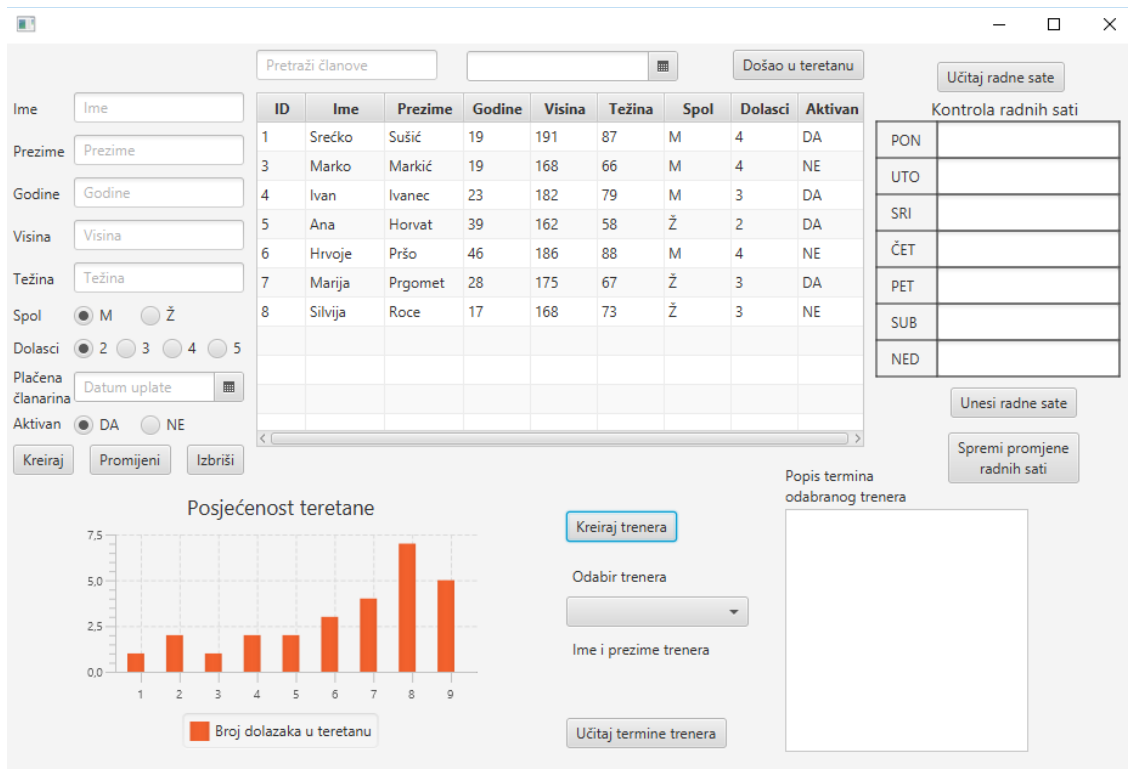 Pretraži članove
Došao u teretanu
Učitaj radne sate
Ime Ime
Prezime Prezime
Godine Godine
Visina Visina
Težina Težina
Spol M Ž
Dolasci 2 3 4 5
Plačena
članarina
Datum uplate
Aktivan DA NE
Kreiraj Promijeni Izbriši
ID Ime Prezime Godine Visina Težina Spol Dolasci Aktivan
1 Srećko Sušić 19 191 87 M 4 DA
3 Marko Markić 19 168 66 M 4 NE
4 Ivan Ivanec 23 182 79 M 3 DA
5 Ana Horvat 39 162 58 Ž 2 DA
6 Hrvoje Pršo 46 186 88 M 4 NE
7 Marija Prgomet 28 175 67 Ž 3 DA
8 Silvija Roce 17 168 73 Ž 3 NE
Kontrola radnih sati
PON
UTO
SRI
ČET
PET
SUB
NED
Unesi radne sate
Spremi promjene
radnih sati
Posjećenost teretane
7,5
5,0
2,5
0,0
1 2 3 4 5 6 7 8 9
Broj dolazaka u teretanu
Kreiraj trenera
Odabir trenera
Ime i prezime trenera
Učitaj termine trenera
Popis termina
odabranog trenera